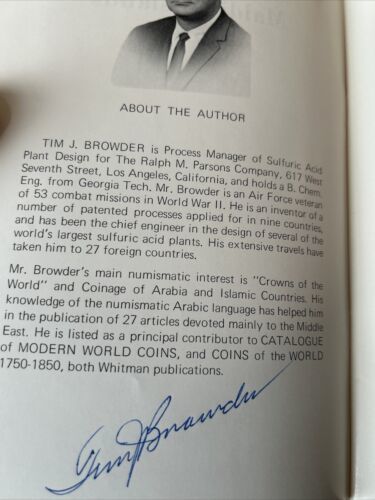 ABOUT THE AUTHOR
TIM J. BROWDER is Process Manager of Sulfuric Acid
Plant Design for The Ralph M. Parsons Company, 617 West
Seventh Street, Los Angeles, California, and holds a B. Chem.
Eng. from Georgia Tech. Mr. Browder is an Air Force veteran
of 53 combat missions in World War II. He is an inventor of a
number of patented processes applied for in nine countries,
and has been the chief engineer in the design of several of the
world's largest sulfuric acid plants. His extensive travels have
taken him to 27 foreign countries.
Mr. Browder's main numismatic interest is "Crowns of the
World" and Coinage of Arabia and Islamic Countries. His
knowledge of the numismatic Arabic language has helped him
in the publication of 27 articles devoted mainly to the Middle
East. He is listed as a principal contributor to CATALOGUE
of MODERN WORLD COINS, and COINS of the WORLD
1750-1850, both Whitman publications.
Tim J Browder